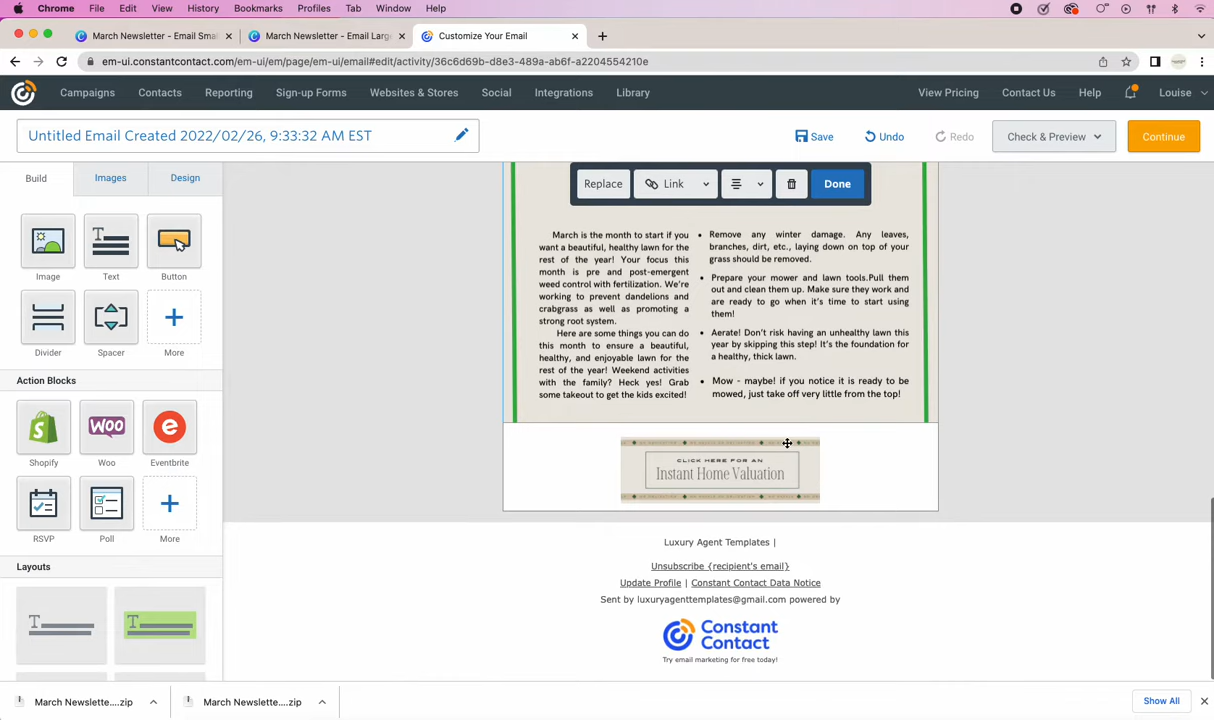 Chrome File Edit View History Bookmarks Profiles Tab Window Help
March Newsletter - Email Smal
March Newsletter - Email Large
Customize Your Email
em-ui.constantcontact.com/em-ui/em/page/em-ui/email#edit/activity/36c6d69b-d8e3-489a-ab6f-a2204554210e
Campaigns Contacts Reporting Sign-up Forms Websites & Stores Social Integrations Library View Pricing Contact Us Help Louise
Untitled Email Created 2022/02/26, 9:33:32 AM EST
Save Undo Redo Check & Preview Continue
Build Images Design
Image Text Button
Divider Spacer More
Action Blocks
Shopify Woo Eventbrite
RSVP Poll More
Layouts
Replace Link Done
March is the month to start if you
want a beautiful, healthy lawn for the
rest of the year! Your focus this
month is pre and post-emergent
weed control with fertilization. We're
working to prevent dandelions and
crabgrass as well as promoting a
strong root system.
Here are some things you can do
this month to ensure a beautiful,
healthy, and enjoyable lawn for the
rest of the year! Weekend activities
with the family? Heck yes! Grab
some takeout to get the kids excited!
• Remove any winter damage. Any leaves,
branches, dirt, etc., laying down on top of your
grass should be removed.
• Prepare your mower and lawn tools.Pull them
out and clean them up. Make sure they work and
are ready to go when it's time to start using
them!
• Aerate! Don't risk having an unhealthy lawn this
year by skipping this step! It's the foundation for
a healthy, thick lawn.
• Mow - maybe! if you notice it is ready to be
mowed, just take off very little from the top!
CLICK HERE FOR AN
Instant Home Valuation
Luxury Agent Templates |
Unsubscribe {recipient's email}
Update Profile | Constant Contact Data Notice
Sent by luxuryagenttemplates@gmail.com powered by
Constant
Contact
Try email marketing for free today!
March Newslette....zip
March Newslette....zip
Show All